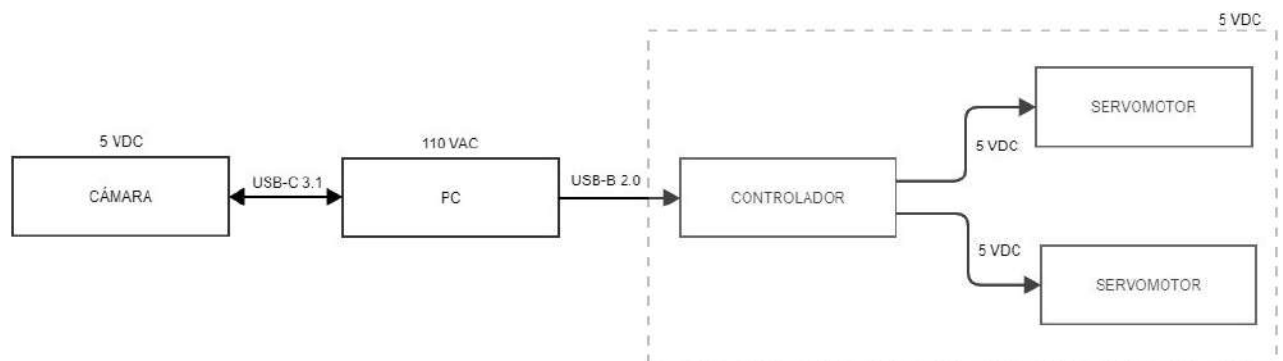 5 VDC
SERVOMOTOR
5 VDC
110 VAC
5 VDC
CÁMARA
USB-C 3.1
PC
USB-B 2.0
CONTROLADOR
5 VDC
SERVOMOTOR